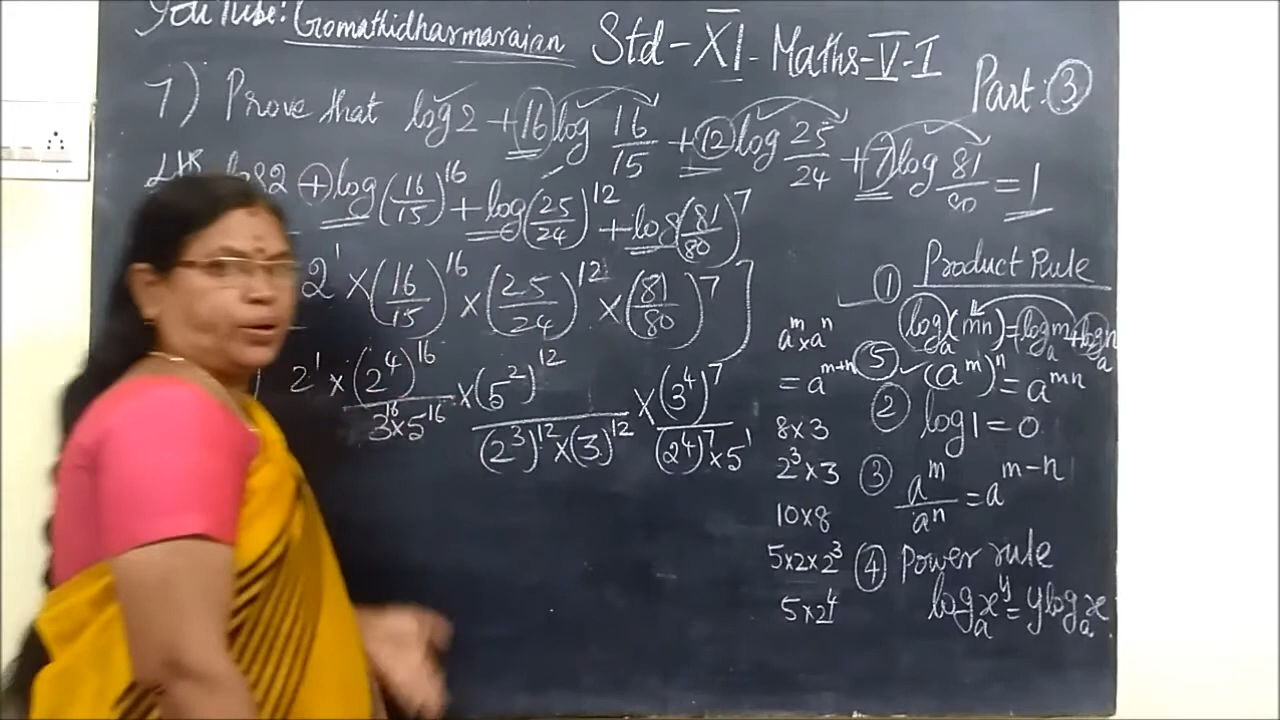 YouTube: Gomathidharmarajan Std-XI-Maths-V-I
Part: 3
7) Prove that log2 + 16 log 16/15 + 12 log 25/24 + 7 log 81/80 = 1
LHS log2 + log(16/15)^16 + log(25/24)^12 + log(81/80)^7
2^1 × (16/15)^16 × (25/24)^12 × (81/80)^7 ]
2^1 × (2^4)^16 / 3^16 × 5^16 × (5^2)^12 / (2^3)^12 × (3)^12 × (3^4)^7 / (2^4)^7 × 5^1
a^m × a^n
= a^m+n
8 × 3
2^3 × 3
10 × 8
5 × 2 × 2^3
5 × 2^4
① Product Rule
log_a (mn) = log_a m + log_a n
⑤ (a^m)^n = a^mn
② log 1 = 0
③ a^m / a^n = a^m-n
④ Power rule
log_a x^y = y log_a x